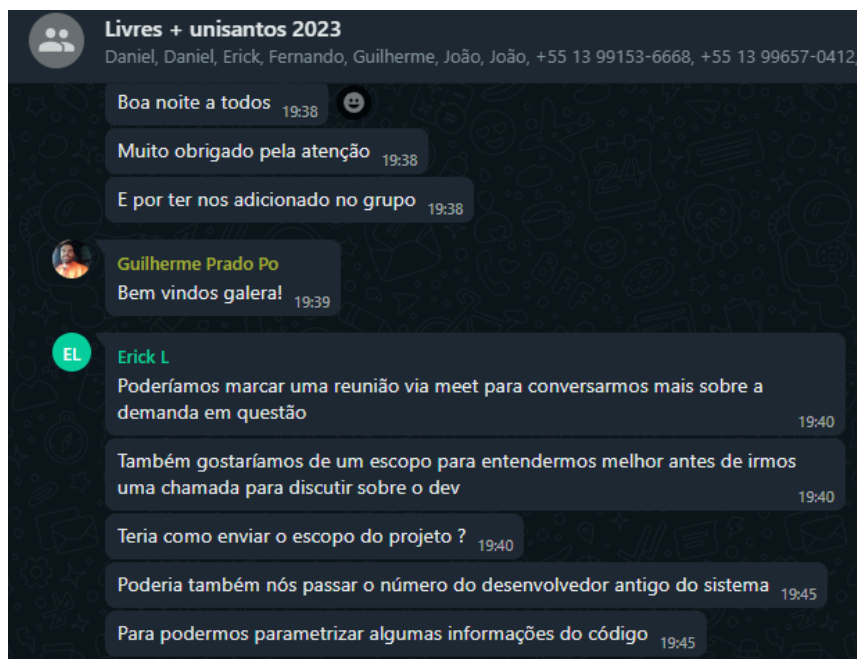 Livres + unisantos 2023
Daniel, Daniel, Erick, Fernando, Guilherme, João, João, +55 13 99153-6668, +55 13 99657-0412,
Boa noite a todos 19:38
Muito obrigado pela atenção 19:38
E por ter nos adicionado no grupo 19:38
Guilherme Prado Po
Bem vindos galera! 19:39
EL
Erick L
Poderíamos marcar uma reunião via meet para conversarmos mais sobre a
demanda em questão
19:40
Também gostaríamos de um escopo para entendermos melhor antes de irmos
uma chamada para discutir sobre o dev
19:40
Teria como enviar o escopo do projeto ? 19:40
Poderia também nós passar o número do desenvolvedor antigo do sistema 19:45
Para podermos parametrizar algumas informações do código 19:45